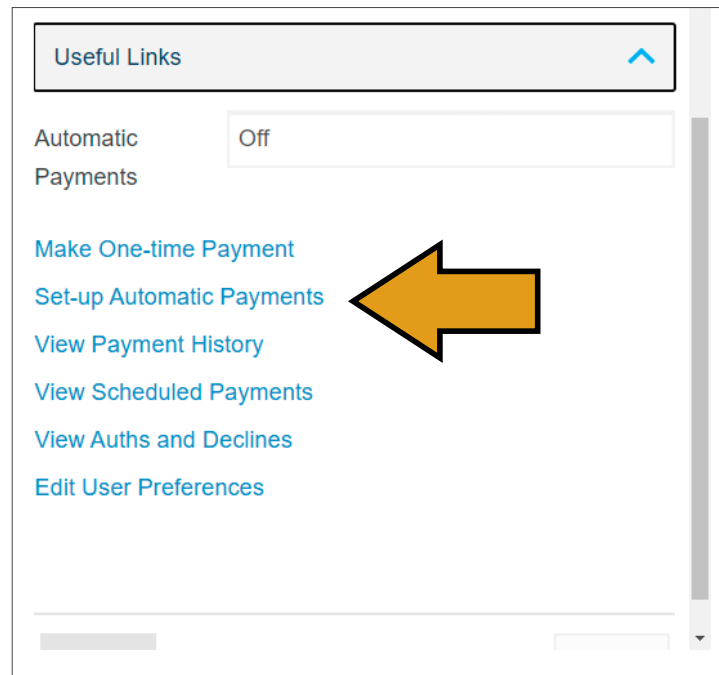 Useful Links
Automatic
Payments
Off
Make One-time Payment
Set-up Automatic Payments
View Payment History
View Scheduled Payments
View Auths and Declines
Edit User Preferences